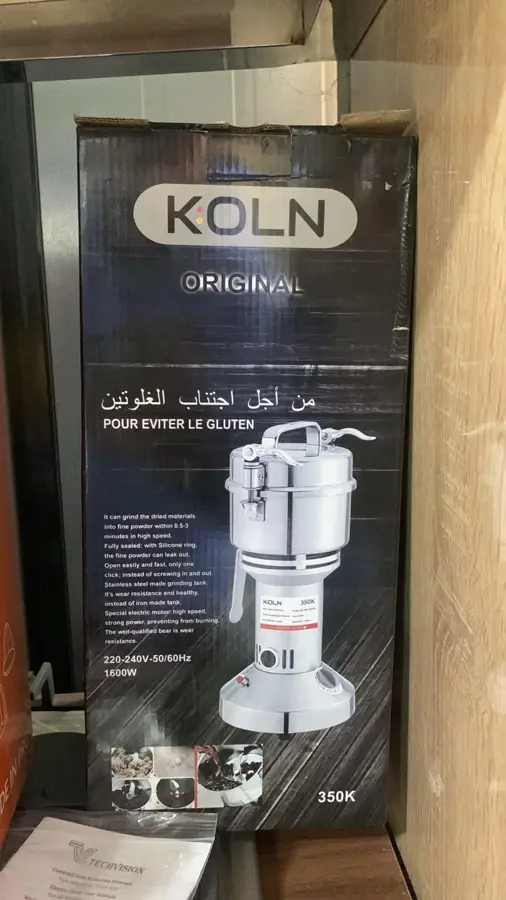 KOLN
ORIGINAL
من أجل اجتناب الغلوتين
POUR EVITER LE GLUTEN
It can grind the dried materials
into fine powder within 0.5-3
minutes in high speed.
Fully sealed: with Silicone ring,
the fine powder can leak out.
Open easily and fast, only one
click; instead of screwing in and out.
Stainless steel made grinding tank.
It's wear resistance and healthy,
instead of iron made tank.
Special electric motor: high speed,
strong power, preventing from burning.
The well-qualified bear is wear
resistance.
220-240V-50/60Hz
1600W
KOLN 350K
350K
TECHVISION